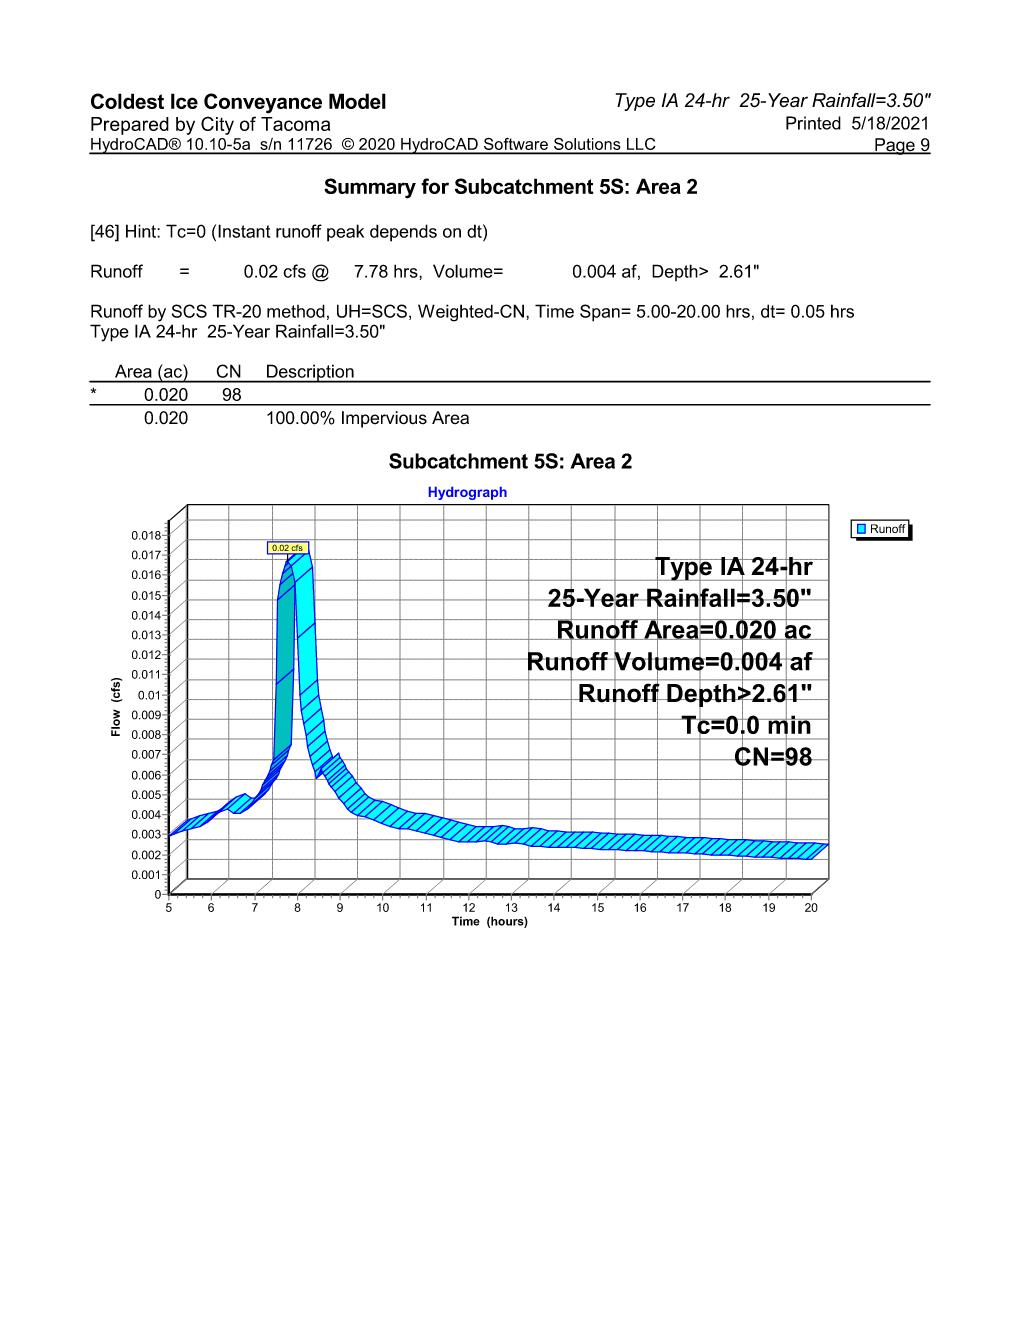 Coldest Ice Conveyance Model Type IA 24-hr 25-Year Rainfall=3.50"
Prepared by City of Tacoma Printed 5/18/2021
HydroCAD® 10.10-5a s/n 11726 © 2020 HydroCAD Software Solutions LLC Page 9
Summary for Subcatchment 5S: Area 2
[46] Hint: Tc=0 (Instant runoff peak depends on dt)
Runoff = 0.02 cfs @ 7.78 hrs, Volume= 0.004 af, Depth> 2.61"
Runoff by SCS TR-20 method, UH=SCS, Weighted-CN, Time Span= 5.00-20.00 hrs, dt= 0.05 hrs
Type IA 24-hr 25-Year Rainfall=3.50"
Area (ac) CN Description
* 0.020 98
0.020 100.00% Impervious Area
Subcatchment 5S: Area 2
Hydrograph
Runoff
0.02 cfs
Type IA 24-hr
25-Year Rainfall=3.50"
Runoff Area=0.020 ac
Runoff Volume=0.004 af
Runoff Depth>2.61"
Tc=0.0 min
CN=98
Flow (cfs)
0.018
0.017
0.016
0.015
0.014
0.013
0.012
0.011
0.01
0.009
0.008
0.007
0.006
0.005
0.004
0.003
0.002
0.001
0
5 6 7 8 9 10 11 12 13 14 15 16 17 18 19 20
Time (hours)